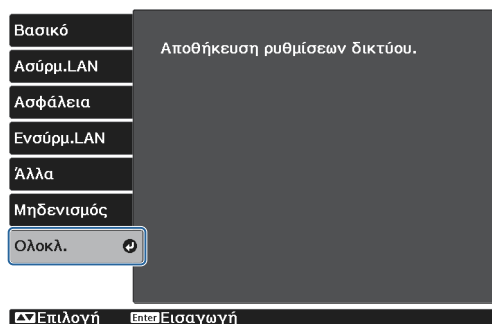 Βασικό
Αποθήκευση ρυθμίσεων δικτύου.
Ασύρμ.LAN
Ασφάλεια
Ενσύρμ.LAN
Άλλα
Μηδενισμός
Ολοκλ.
Επιλογή Enter Εισαγωγή